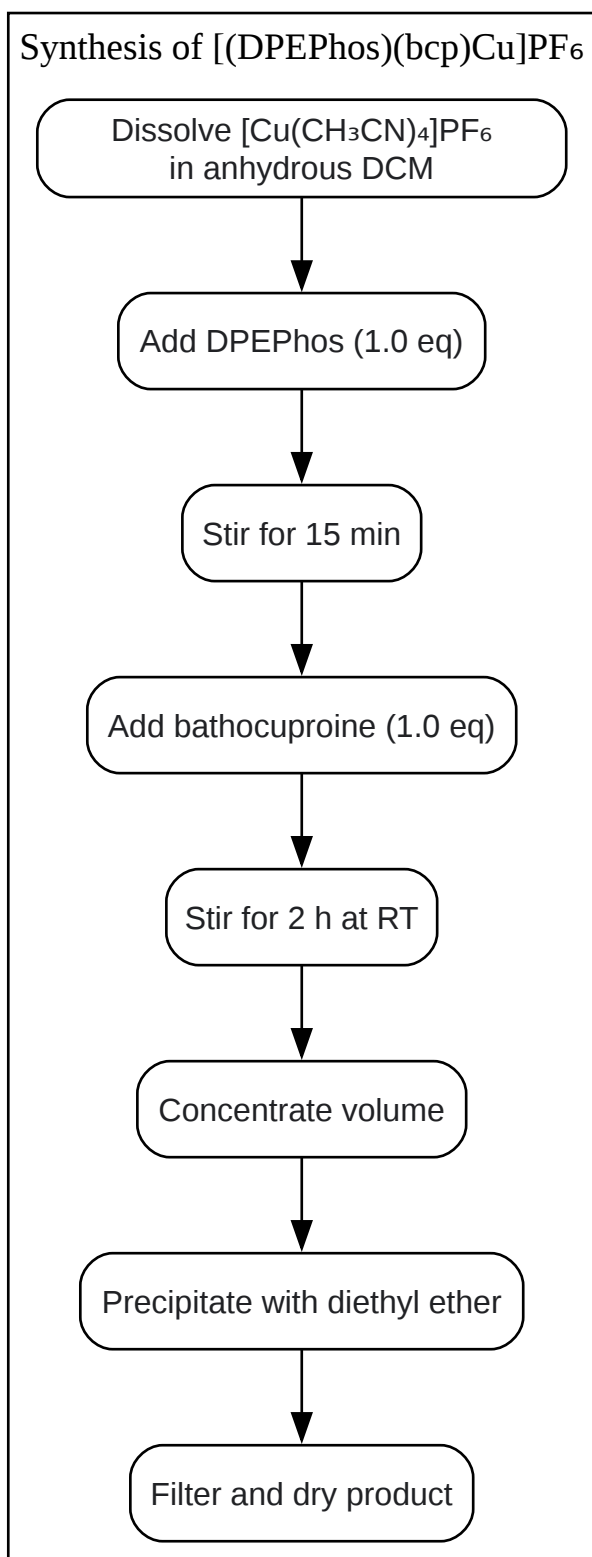 Synthesis of [(DPEPhos)(bcp)Cu]PF₆
Dissolve [Cu(CH₃CN)₄]PF₆
in anhydrous DCM
Add DPEPhos (1.0 eq)
Stir for 15 min
Add bathocuproine (1.0 eq)
Stir for 2 h at RT
Concentrate volume
Precipitate with diethyl ether
Filter and dry product